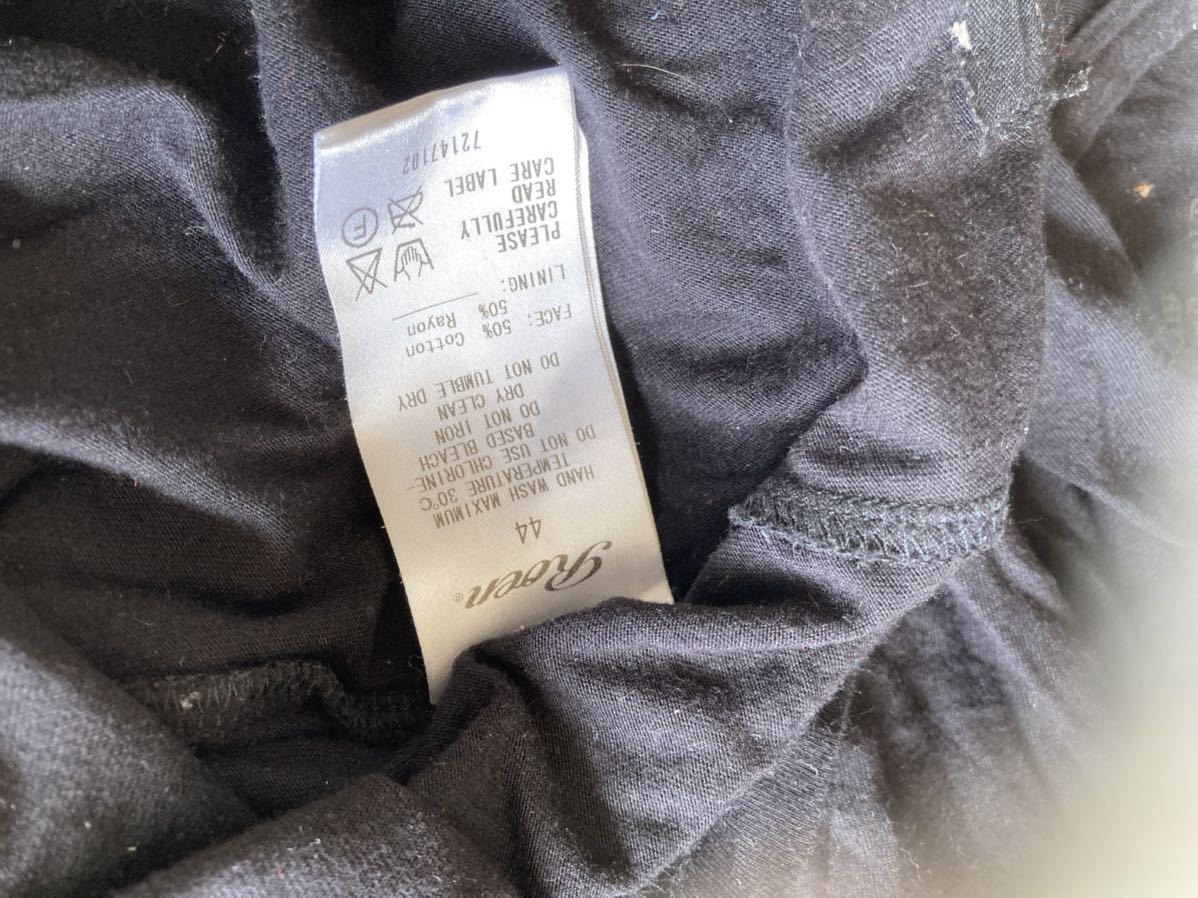 Roen®
44
HAND WASH MAXIMUM
TEMPERATURE 30°C
DO NOT USE CHLORINE-
BASED BLEACH
DO NOT IRON
DRY CLEAN
DO NOT TUMBLE DRY
FACE: 50% Cotton
50% Rayon
LINING:
PLEASE
CAREFULLY
READ
CARE LABEL
F
72147102